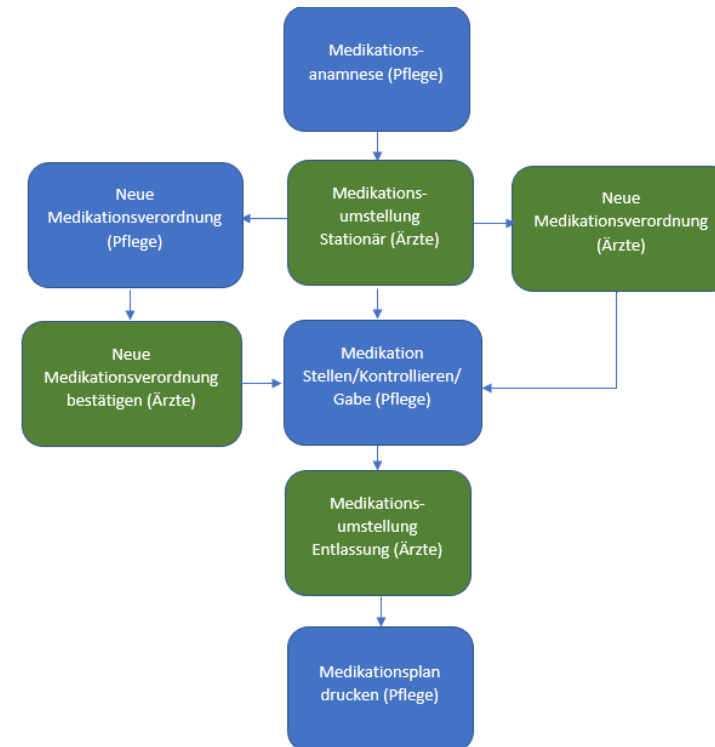 Medikations-
anamnese (Pflege)
Neue
Medikationsverordnung
(Pflege)
Medikations-
umstellung
Stationär (Ärzte)
Neue
Medikationsverordnung
(Ärzte)
Neue
Medikationsverordnung
bestätigen (Ärzte)
Medikation
Stellen/Kontrollieren/
Gabe (Pflege)
Medikations-
umstellung
Entlassung (Ärzte)
Medikationsplan
drucken (Pflege)